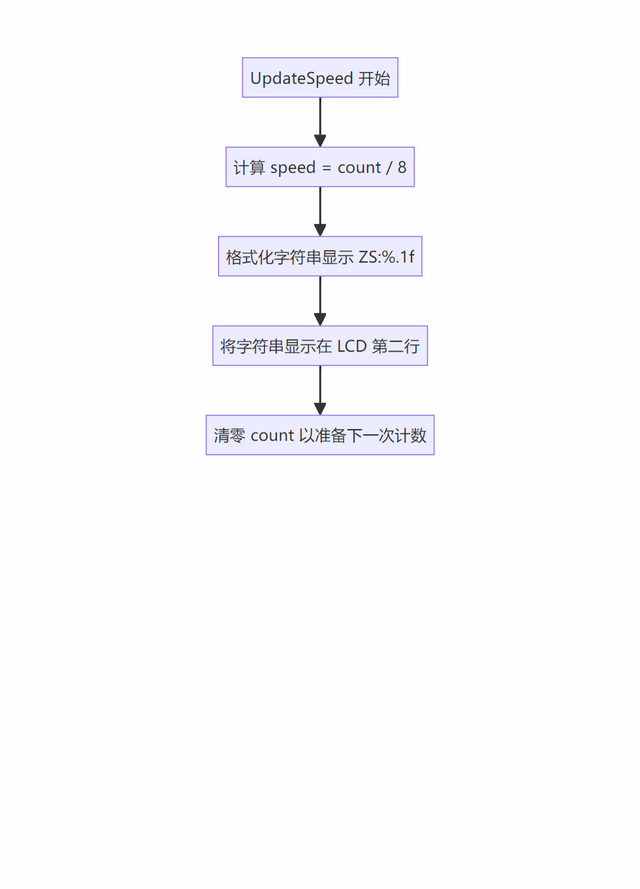 UpdateSpeed 开始
计算 speed = count / 8
格式化字符串显示 ZS:%.1f
将字符串显示在 LCD 第二行
清零 count 以准备下一次计数